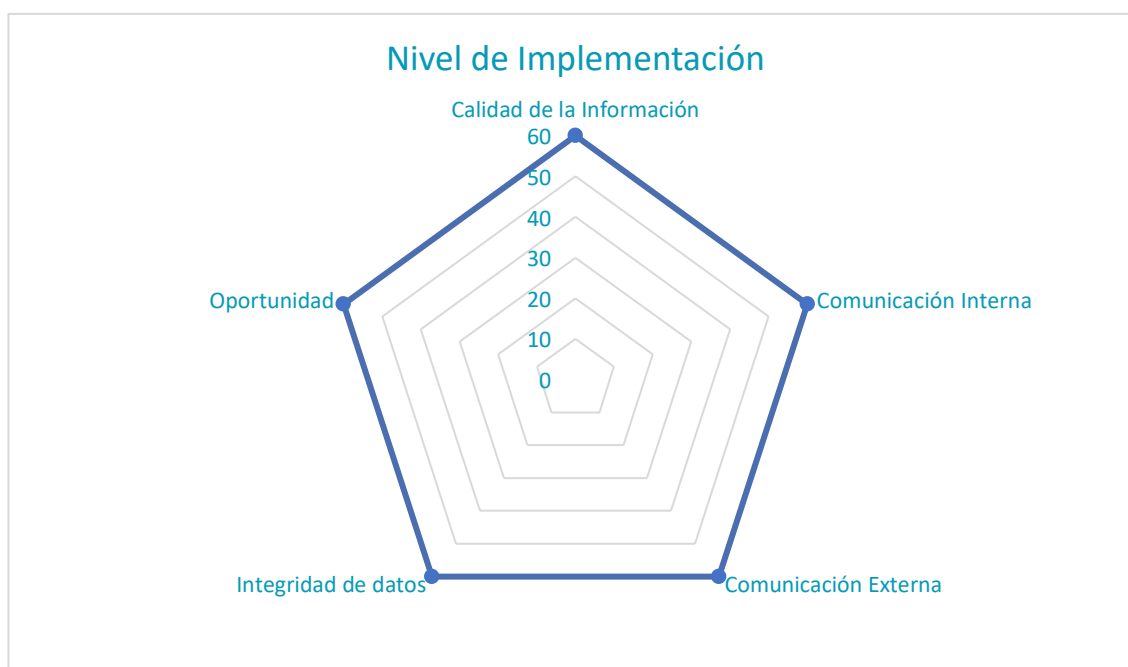 Nivel de Implementación
Calidad de la Información
60
50
40
30
20
10
0
Oportunidad
Comunicación Interna
Integridad de datos
Comunicación Externa